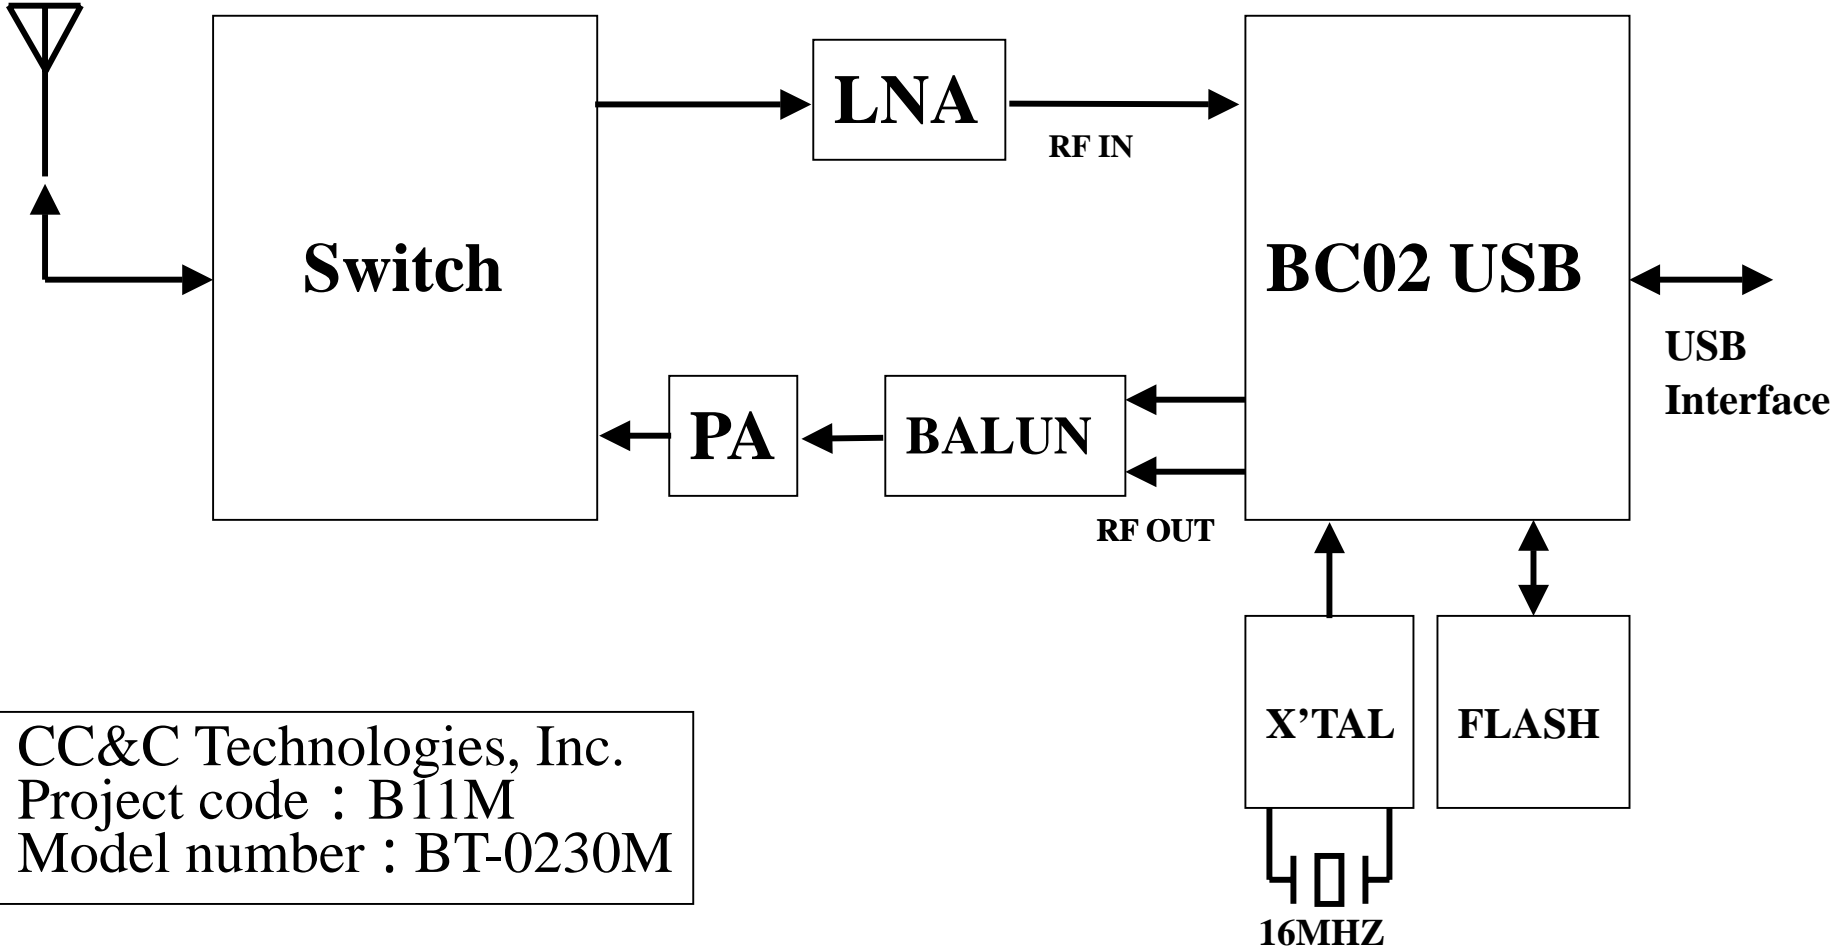 LNA
RF IN
Switch
BC02 USB
USB
Interface
PA
BALUN
RF OUT
X’TAL
FLASH
16MHZ
CC&C Technologies, Inc.
Project code：B11M
Model number：BT-0230M